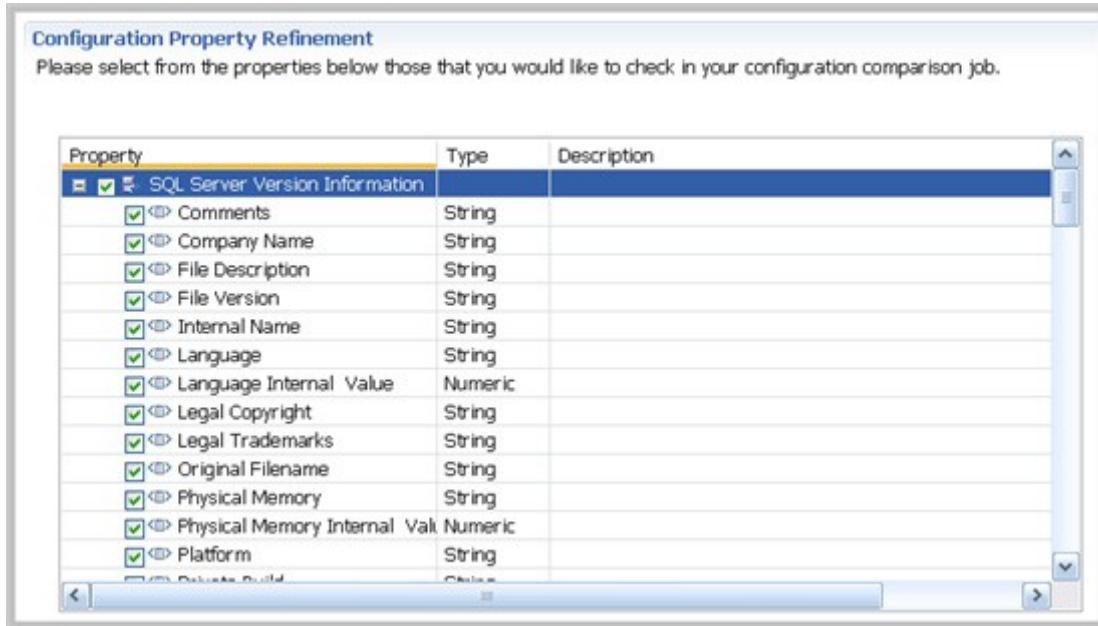 Configuration Property Refinement
Please select from the properties below those that you would like to check in your configuration comparison job.
Property Type Description
SQL Server Version Information
Comments String
Company Name String
File Description String
File Version String
Internal Name String
Language String
Language Internal Value Numeric
Legal Copyright String
Legal Trademarks String
Original Filename String
Physical Memory String
Physical Memory Internal Numeric
Platform String